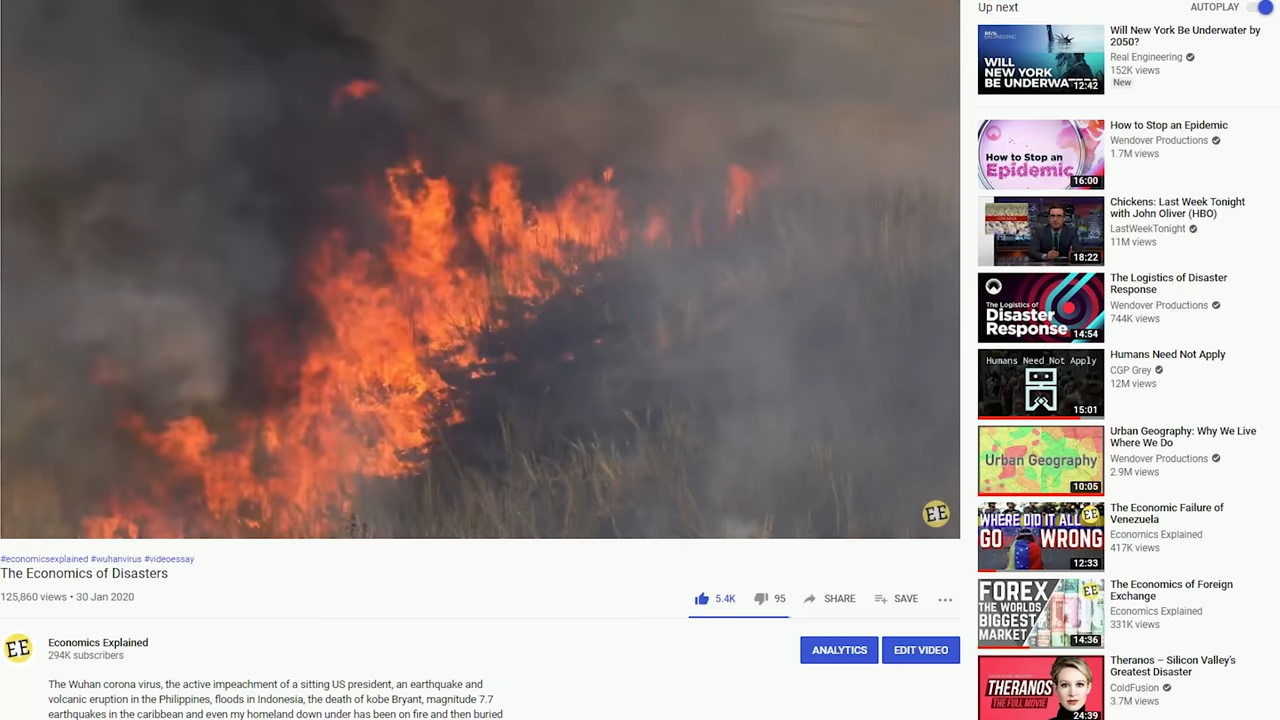 Up next
AUTOPLAY
REAL
ENGINEERING
WILL
NEW YORK
BE UNDERWATER
12:42
Will New York Be Underwater by
2050?
Real Engineering
152K views
New
How to Stop an
Epidemic
16:00
How to Stop an Epidemic
Wendover Productions
1.7M views
18:22
Chickens: Last Week Tonight
with John Oliver (HBO)
LastWeekTonight
11M views
The Logistics of
Disaster
Response
14:54
The Logistics of Disaster
Response
Wendover Productions
744K views
Humans Need Not Apply
15:01
Humans Need Not Apply
CGP Grey
12M views
Urban Geography
10:05
Urban Geography: Why We Live
Where We Do
Wendover Productions
2.9M views
WHERE DID IT ALL
GO WRONG
EE
12:33
The Economic Failure of
Venezuela
Economics Explained
417K views
FOREX
THE WORLDS
BIGGEST
MARKET
EE
14:36
The Economics of Foreign
Exchange
Economics Explained
331K views
THERANOS
THE FULL MOVIE
24:39
Theranos – Silicon Valley's
Greatest Disaster
ColdFusion
3.7M views
EE
#economicsexplained #wuhanvirus #videoessay
The Economics of Disasters
125,860 views • 30 Jan 2020
5.4K 95 SHARE SAVE
EE
Economics Explained
294K subscribers
ANALYTICS EDIT VIDEO
The Wuhan corona virus, the active impeachment of a sitting US president, an earthquake and
volcanic eruption in the Philippines, floods in Indonesia, the death of kobe Bryant, magnitude 7.7
earthquakes in the caribbean and even my homeland down under has been on fire and then buried